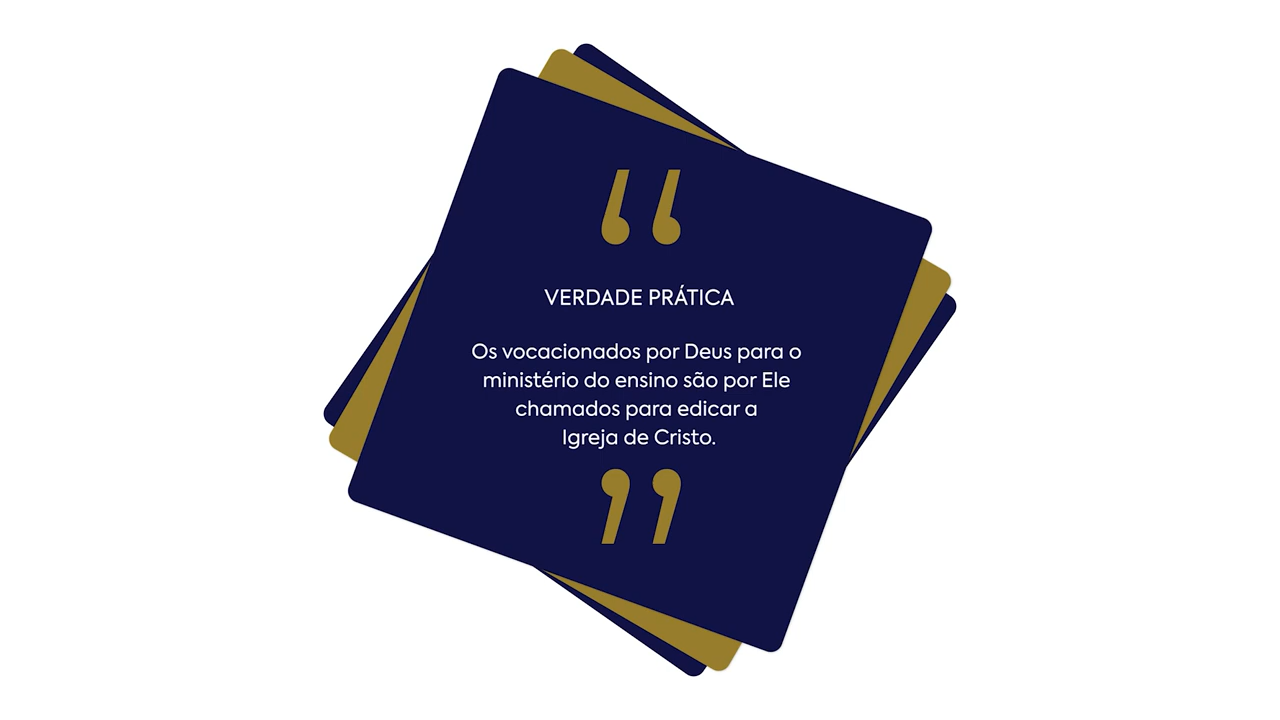 “
VERDADE PRÁTICA
Os vocacionados por Deus para o
ministério do ensino são por Ele
chamados para edicar a
Igreja de Cristo.
”